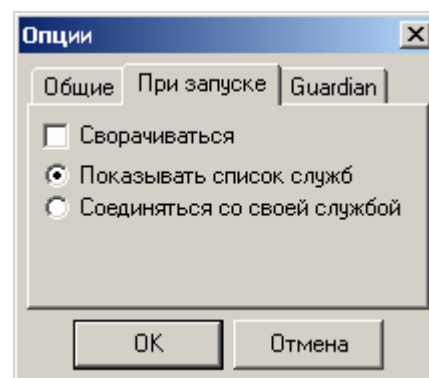 Опции
Общие При запуске Guardian
Сворачиваться
Показывать список служб
Соединяться со своей службой
OK Отмена